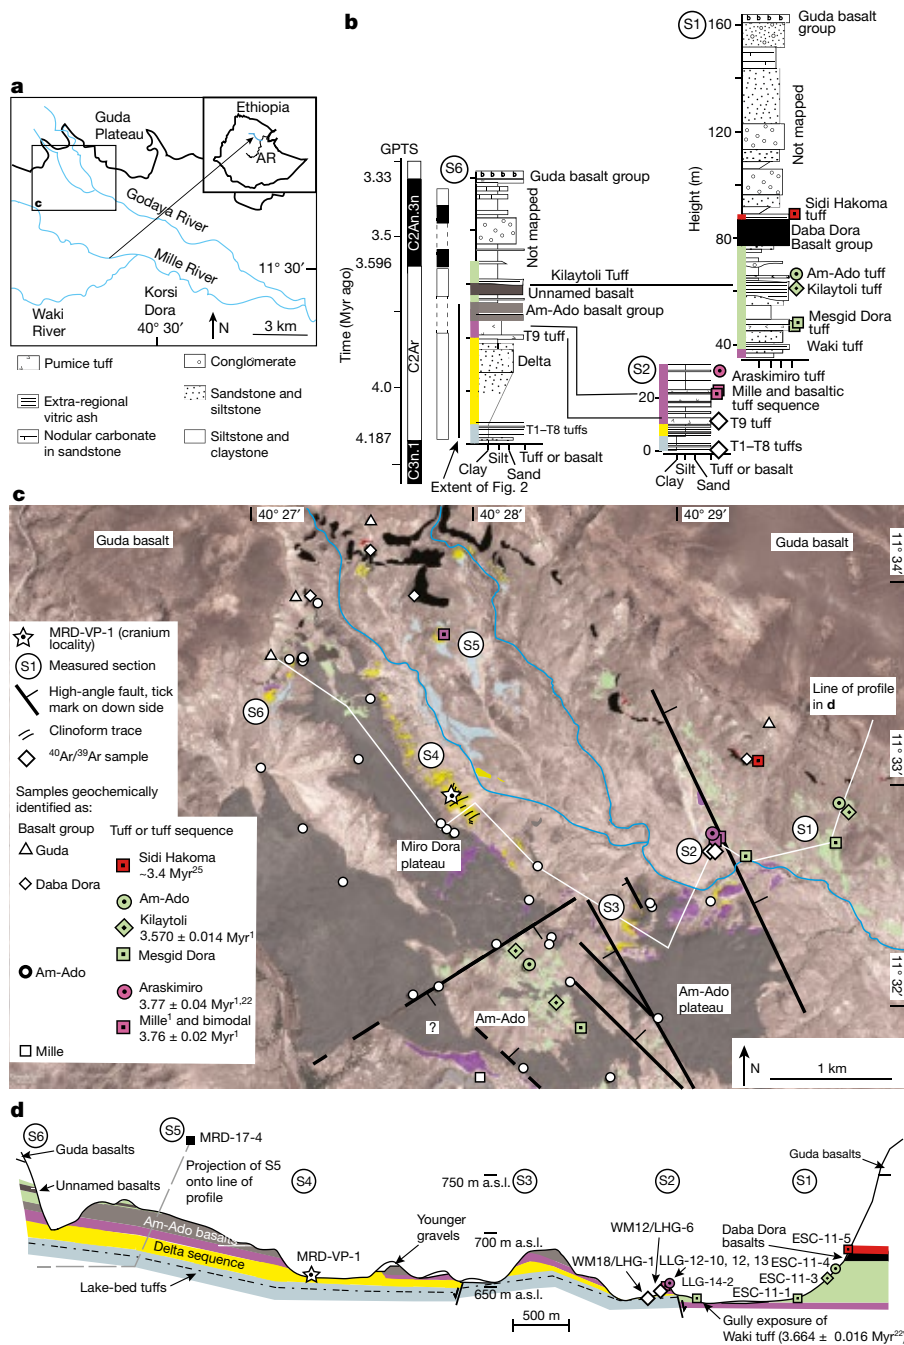 a
Ethiopia
AR
Guda
Plateau
c
Godaya River
Mille River
11° 30′
Waki
River
Korsi
Dora
40° 30′
N
3 km
Pumice tuff
Conglomerate
Extra-regional
vitric ash
Sandstone and
siltstone
Nodular carbonate
in sandstone
Siltstone and
claystone
b
GPTS
3.33
3.5
3.596
4.0
4.187
Time (Myr ago)
C2An.3n
C2Ar
C3n.1
S6
b b b b
Guda basalt group
Not mapped
Kilaytoli Tuff
Unnamed basalt
Am-Ado basalt group
T9 tuff
Delta
T1–T8 tuffs
Clay
Silt
Sand
Tuff or basalt
Extent of Fig. 2
S1
160
120
80
40
Height (m)
b b b b
Guda basalt
group
Not mapped
Sidi Hakoma
tuff
Daba Dora
Basalt group
Am-Ado tuff
Kilaytoli tuff
Mesgid Dora
tuff
Waki tuff
S2
20
0
Araskimiro tuff
Mille and basaltic
tuff sequence
T9 tuff
T1–T8 tuffs
Clay
Silt
Sand
Tuff or basalt
c
40° 27′
40° 28′
40° 29′
11° 34′
11° 33′
11° 32′
Guda basalt
Guda basalt
MRD-VP-1 (cranium
locality)
S1
Measured section
High-angle fault, tick
mark on down side
Clinoform trace
40Ar/39Ar sample
Samples geochemically
identified as:
Basalt group
Tuff or tuff sequence
Guda
Daba Dora
Am-Ado
Mille
Sidi Hakoma
~3.4 Myr25
Am-Ado
Kilaytoli
3.570 ± 0.014 Myr1
Mesgid Dora
Araskimiro
3.77 ± 0.04 Myr1,22
Mille1 and bimodal
3.76 ± 0.02 Myr1
S5
S6
S4
S2
S1
S3
Line of profile
in d
Miro Dora
plateau
Am-Ado
plateau
Am-Ado
?
N
1 km
d
S6
S5
S4
S3
S2
S1
MRD-17-4
Guda basalts
Unnamed basalts
Projection of S5
onto line of
profile
Am-Ado basalts
Delta sequence
Lake-bed tuffs
MRD-VP-1
Younger
gravels
750 m a.s.l.
700 m a.s.l.
650 m a.s.l.
500 m
WM12/LHG-6
WM18/LHG-1
LLG-12-10, 12, 13
LLG-14-2
Daba Dora
basalts
Guda basalts
ESC-11-5
ESC-11-4
ESC-11-3
ESC-11-1
Gully exposure of
Waki tuff (3.664 ± 0.016 Myr22)